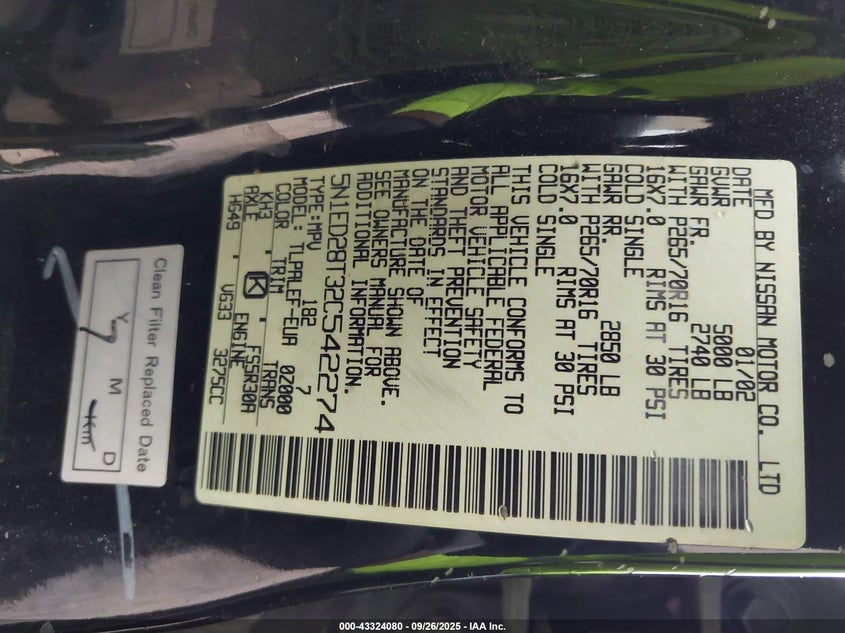 MFD BY NISSAN MOTOR CO., LTD
DATE 01/02
GVWR 5000 LB
GAWR FR. 2740 LB
WITH P265/70R16 TIRES
16X7.0 RIMS AT 30 PSI
COLD SINGLE
GAWR RR. 2850 LB
WITH P265/70R16 TIRES
16X7.0 RIMS AT 30 PSI
COLD SINGLE
THIS VEHICLE CONFORMS TO
ALL APPLICABLE FEDERAL
MOTOR VEHICLE SAFETY
AND THEFT PREVENTION
STANDARDS IN EFFECT
ON THE DATE OF
MANUFACTURE SHOWN ABOVE.
SEE OWNERS MANUAL FOR
ADDITIONAL INFORMATION.
5N1ED28T32C542274
TYPE:MPV 182 7
MODEL: TLPALEF-EUA 0Z000
COLOR TRIM TRANS
KH3 K FS5R30A
AXLE ENGINE
HS49 VG33 3E75CC
Clean Filter Replaced Date
Y M D
Km
000-43324080 - 09/26/2025 - IAA Inc.